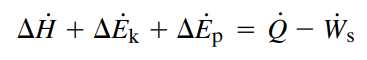 ΔḢ + ΔĖk + ΔĖp = Q̇ − Ẇs